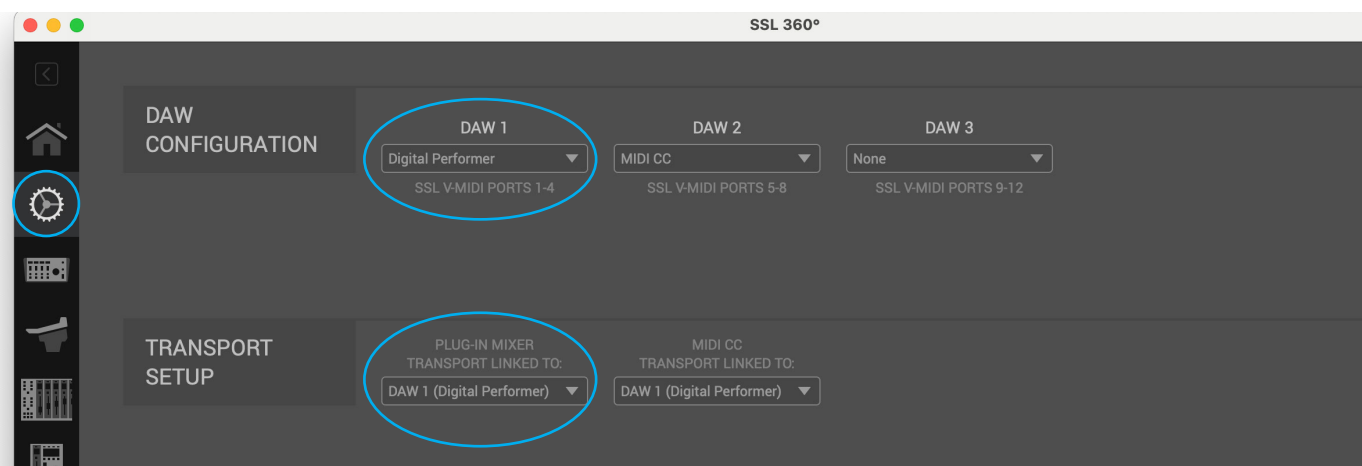 SSL 360°
DAW
CONFIGURATION
DAW 1
Digital Performer
SSL V-MIDI PORTS 1-4
DAW 2
MIDI CC
SSL V-MIDI PORTS 5-8
DAW 3
None
SSL V-MIDI PORTS 9-12
TRANSPORT
SETUP
PLUG-IN MIXER
TRANSPORT LINKED TO:
DAW 1 (Digital Performer)
MIDI CC
TRANSPORT LINKED TO:
DAW 1 (Digital Performer)